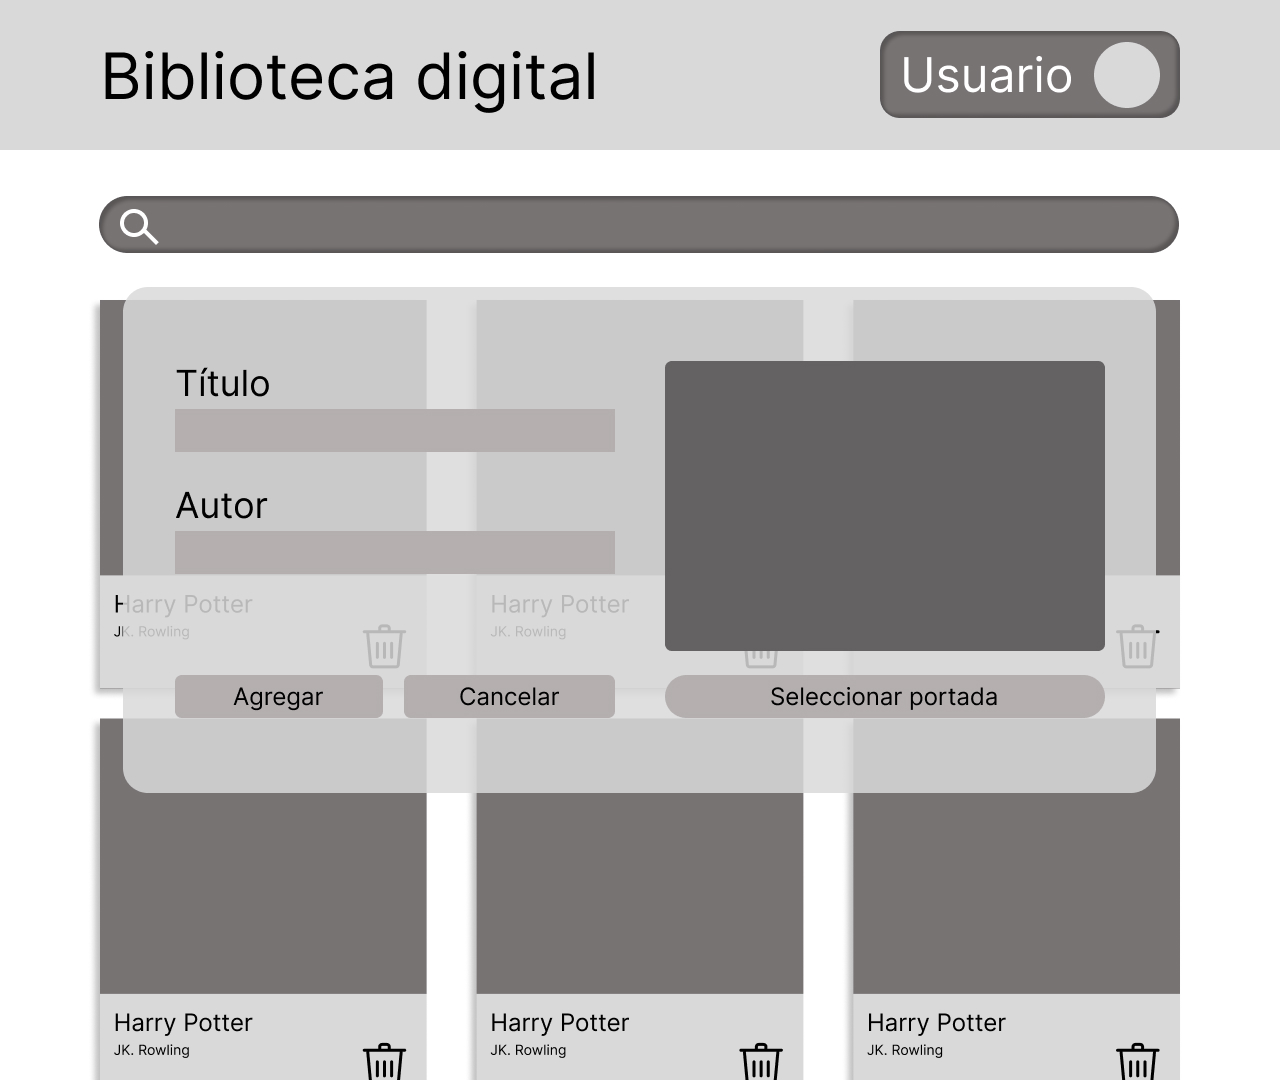 Biblioteca digital
Usuario
Título
Autor
Harry Potter
JK. Rowling
Harry Potter
JK. Rowling
Agregar
Cancelar
Seleccionar portada
Harry Potter
JK. Rowling
Harry Potter
JK. Rowling
Harry Potter
JK. Rowling